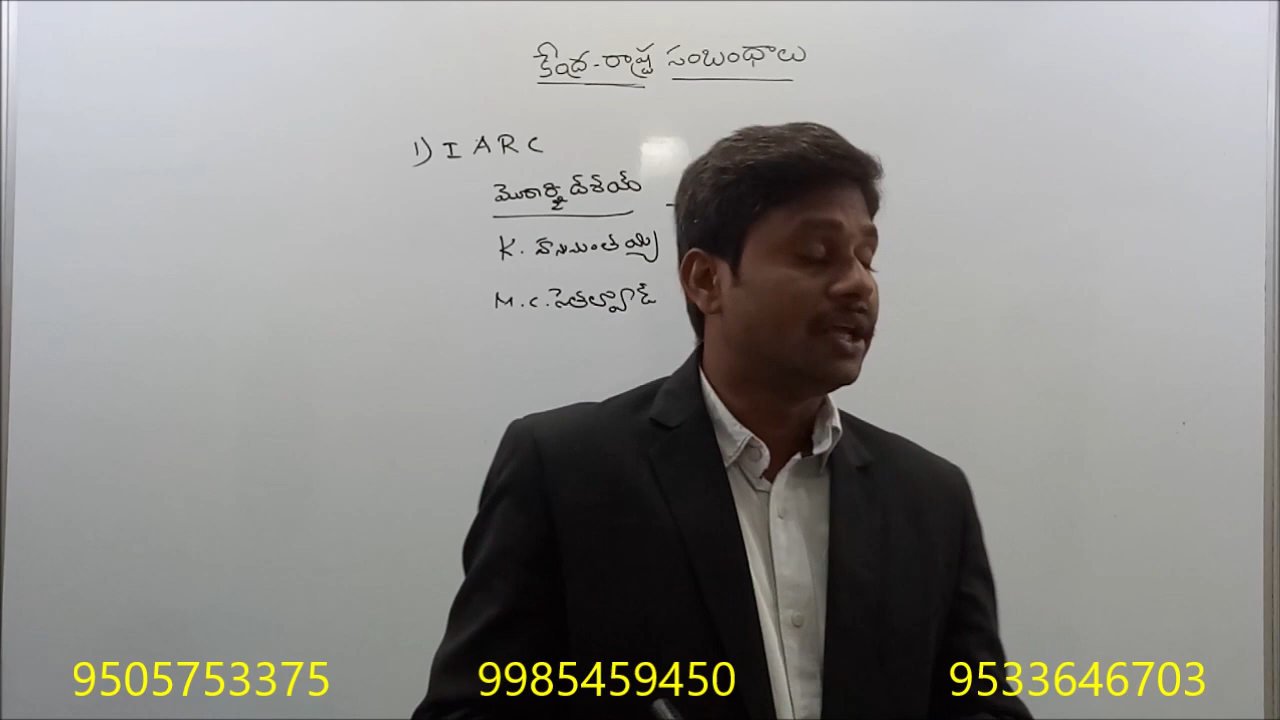 కేంద్ర-రాష్ట్ర సంబంధాలు
1) I A R C
మొరార్జి దేశాయ్
K. హనుమంతయ్య
M.C. సెతల్వాడ్
9505753375 9985459450 9533646703